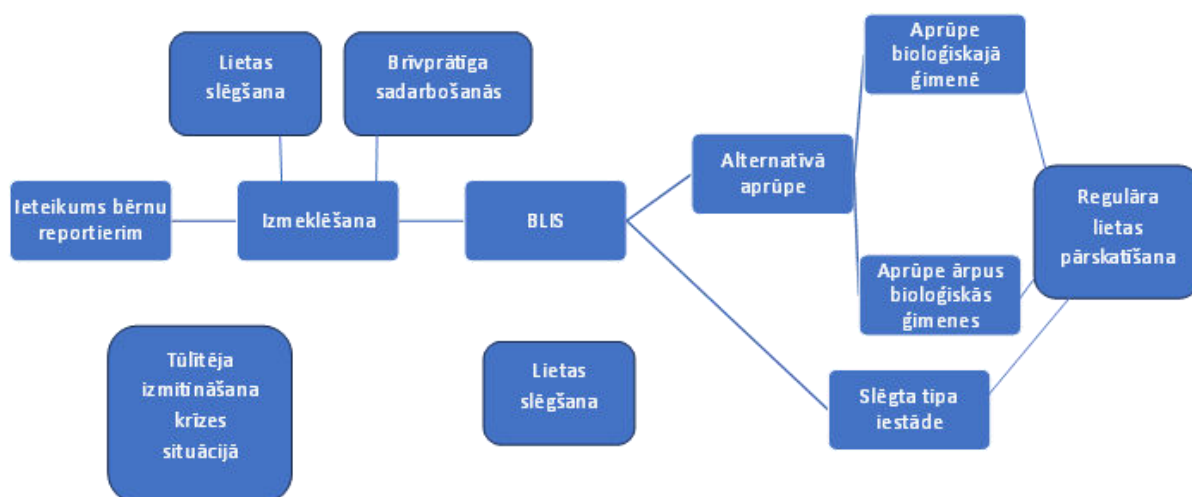 Lietas
slēgšana
Brīvprātīga
sadarbošanās
Aprūpe
bioloģiskajā
ģimenē
Alternatīvā
aprūpe
Ieteikums bērnu
reportierim
Izmeklēšana
BLIS
Regulāra
lietas
pārskatīšana
Aprūpe ārpus
bioloģiskās
ģimenes
Tūlītēja
izmitināšana
krīzes
situācijā
Lietas
slēgšana
Slēgta tipa
iestāde